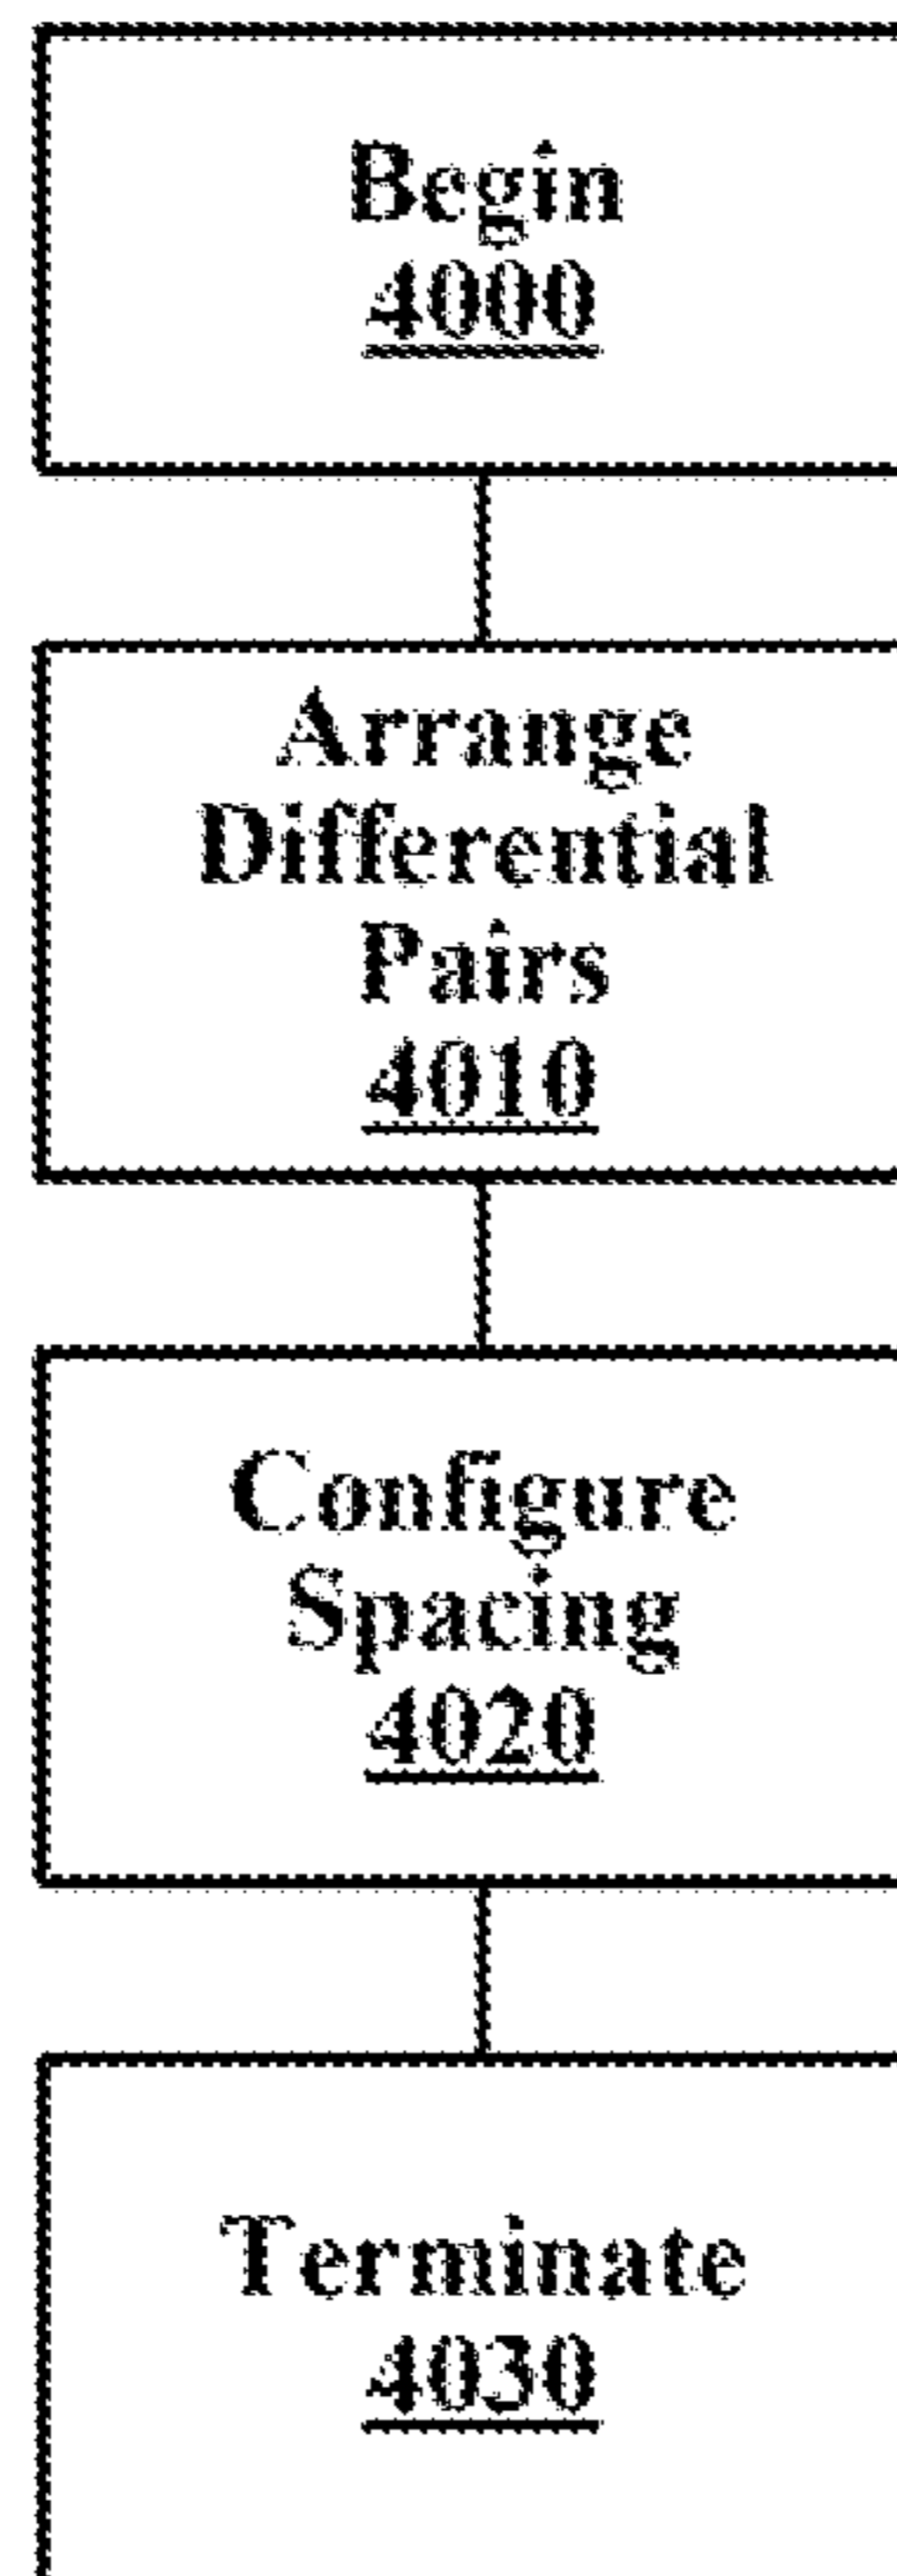 Begin
4000
Arrange
Differential
Pairs
4010
Configure
Spacing
4020
Terminate
4030